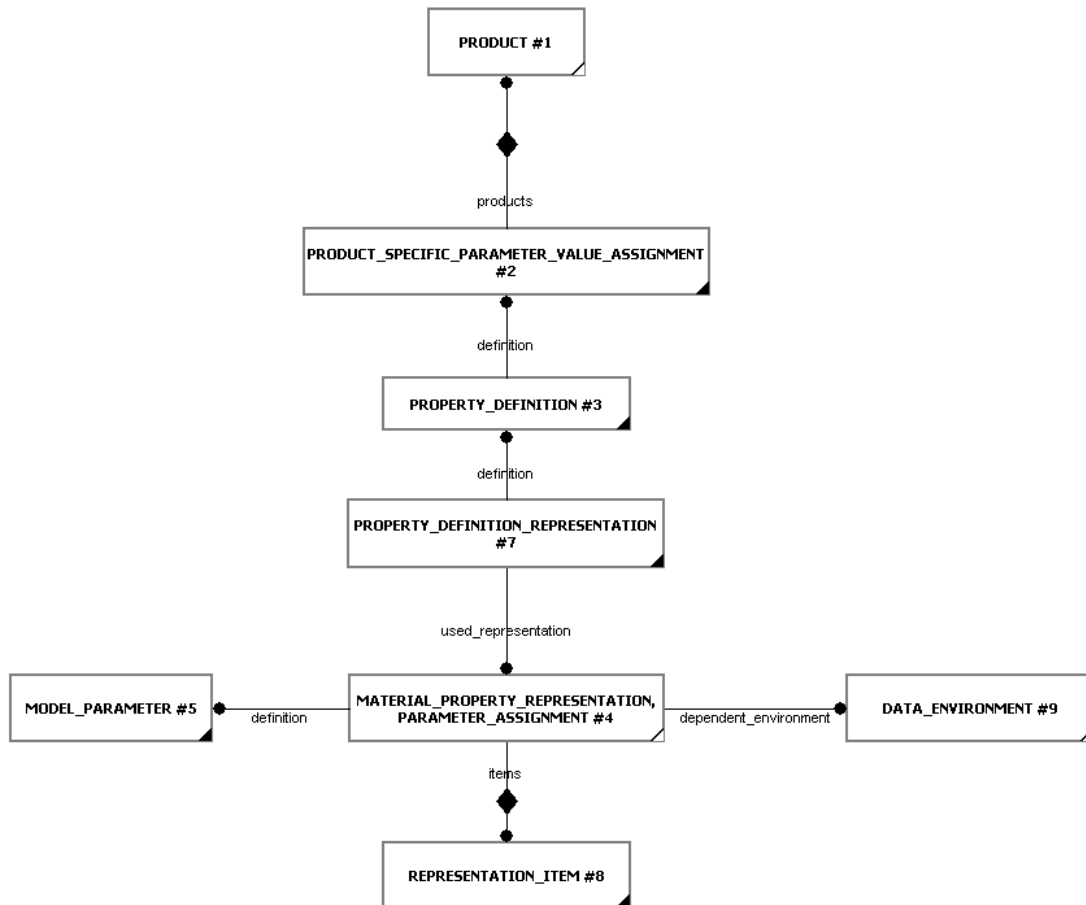 PRODUCT #1
products
PRODUCT_SPECIFIC_PARAMETER_VALUE_ASSIGNMENT
#2
definition
PROPERTY_DEFINITION #3
definition
PROPERTY_DEFINITION_REPRESENTATION
#7
used_representation
MODEL_PARAMETER #5
definition
MATERIAL_PROPERTY_REPRESENTATION,
PARAMETER_ASSIGNMENT #4
dependent_environment
DATA_ENVIRONMENT #9
items
REPRESENTATION_ITEM #8